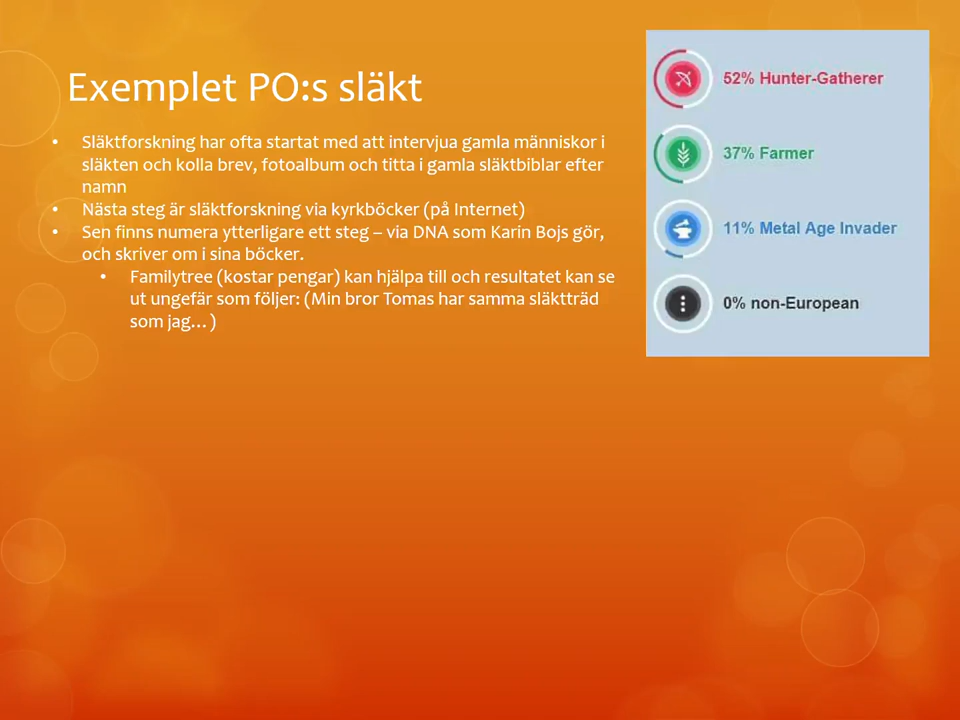 Exemplet PO:s släkt
• Släktforskning har ofta startat med att intervjua gamla människor i
släkten och kolla brev, fotoalbum och titta i gamla släktbiblar efter
namn
• Nästa steg är släktforskning via kyrkböcker (på Internet)
• Sen finns numera ytterligare ett steg – via DNA som Karin Bojs gör,
och skriver om i sina böcker.
• Familytree (kostar pengar) kan hjälpa till och resultatet kan se
ut ungefär som följer: (Min bror Tomas har samma släktträd
som jag… )
52% Hunter-Gatherer
37% Farmer
11% Metal Age Invader
0% non-European